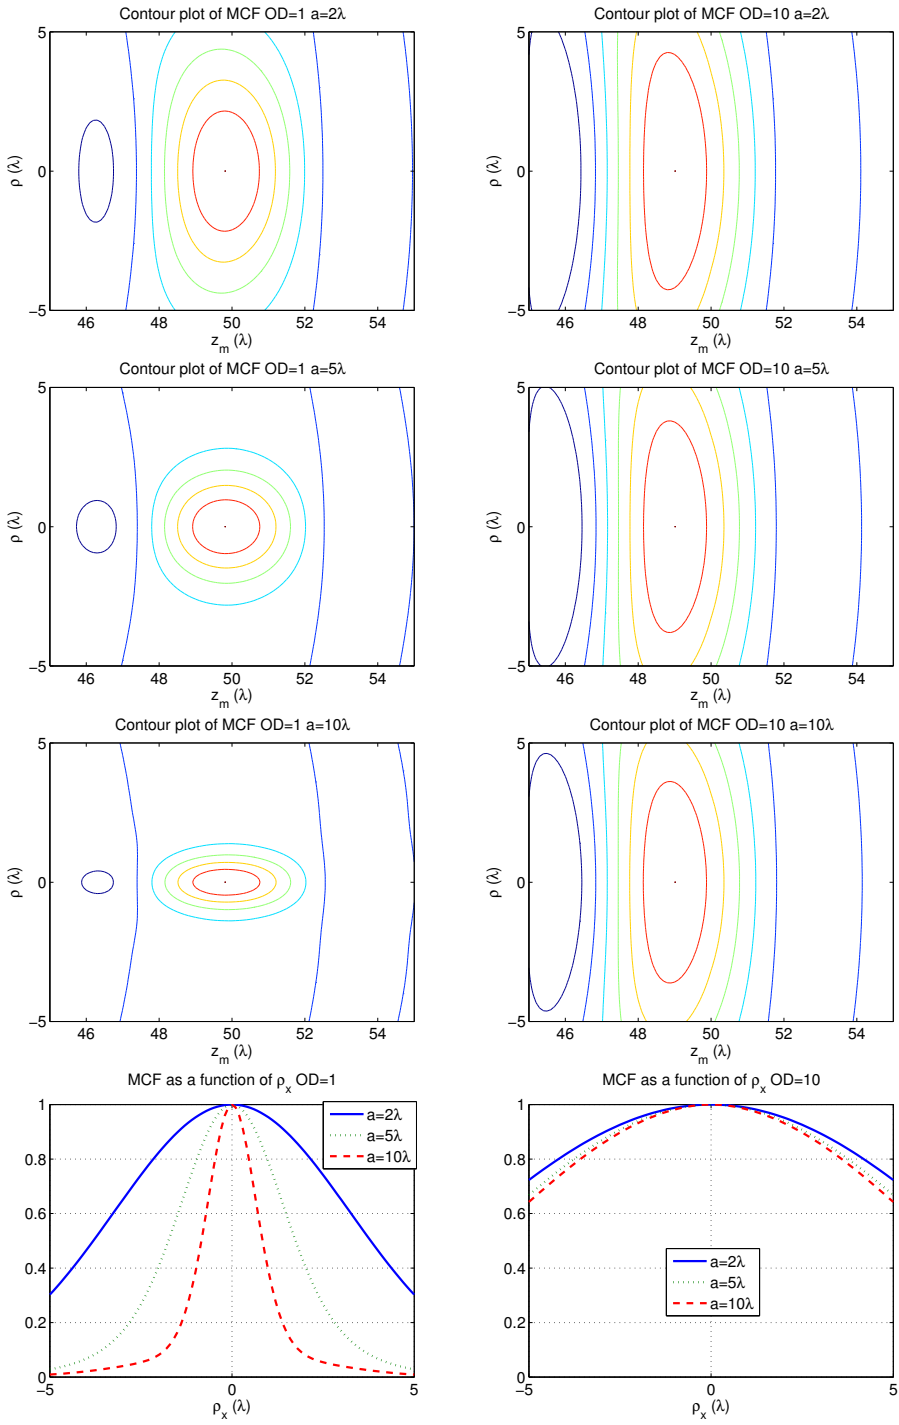 Contour plot of MCF OD=1 a=2λ
5
0
−5
ρ (λ)
46 48 50 52 54
z_m (λ)
Contour plot of MCF OD=10 a=2λ
5
0
−5
ρ (λ)
46 48 50 52 54
z_m (λ)
Contour plot of MCF OD=1 a=5λ
5
0
−5
ρ (λ)
46 48 50 52 54
z_m (λ)
Contour plot of MCF OD=10 a=5λ
5
0
−5
ρ (λ)
46 48 50 52 54
z_m (λ)
Contour plot of MCF OD=1 a=10λ
5
0
−5
ρ (λ)
46 48 50 52 54
z_m (λ)
Contour plot of MCF OD=10 a=10λ
5
0
−5
ρ (λ)
46 48 50 52 54
z_m (λ)
MCF as a function of ρ_x OD=1
1
0.8
0.6
0.4
0.2
0
a=2λ
a=5λ
a=10λ
−5 0 5
ρ_x (λ)
MCF as a function of ρ_x OD=10
1
0.8
0.6
0.4
0.2
0
a=2λ
a=5λ
a=10λ
−5 0 5
ρ_x (λ)